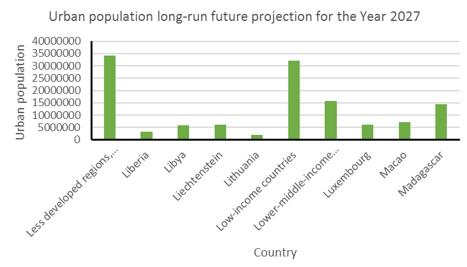 Urban population long-run future projection for the Year 2027
Urban population
40000000
35000000
30000000
25000000
20000000
15000000
10000000
5000000
0
Less developed regions,...
Liberia
Libya
Liechtenstein
Lithuania
Low-income countries
Lower-middle-income...
Luxembourg
Macao
Madagascar
Country